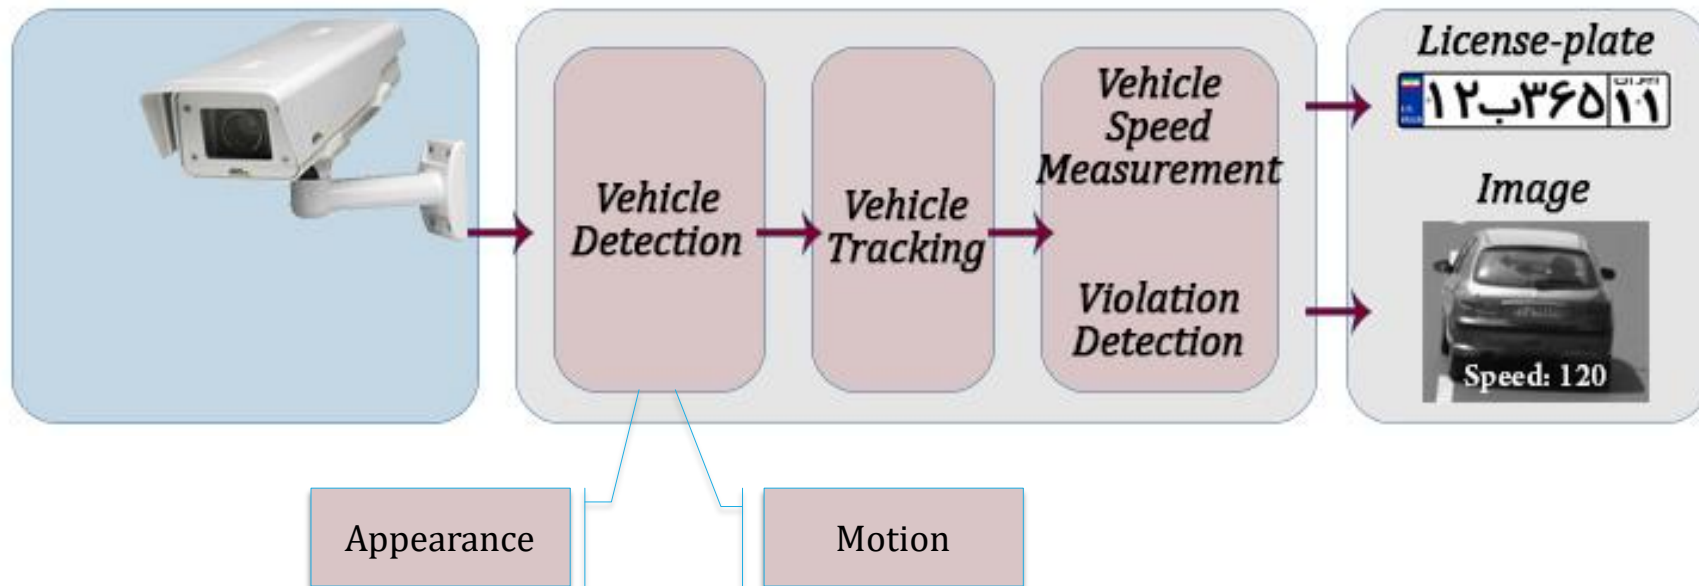 License-plate
۱۲ب۳۶۵
۱۱
Image
Speed: 120
Vehicle
Detection
Vehicle
Tracking
Vehicle
Speed
Measurement
Violation
Detection
Appearance
Motion